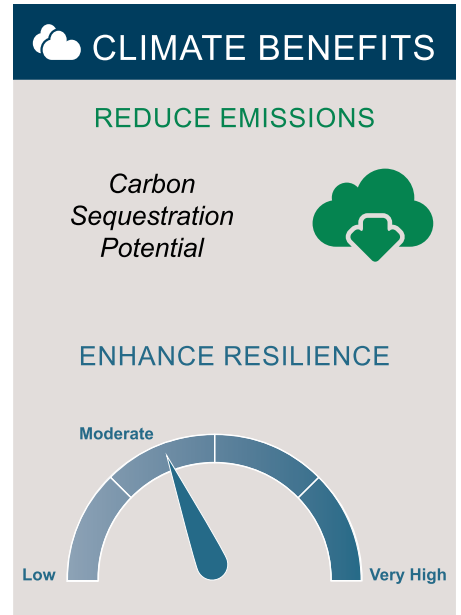 CLIMATE BENEFITS
REDUCE EMISSIONS
Carbon
Sequestration
Potential
ENHANCE RESILIENCE
Moderate
Low
Very High